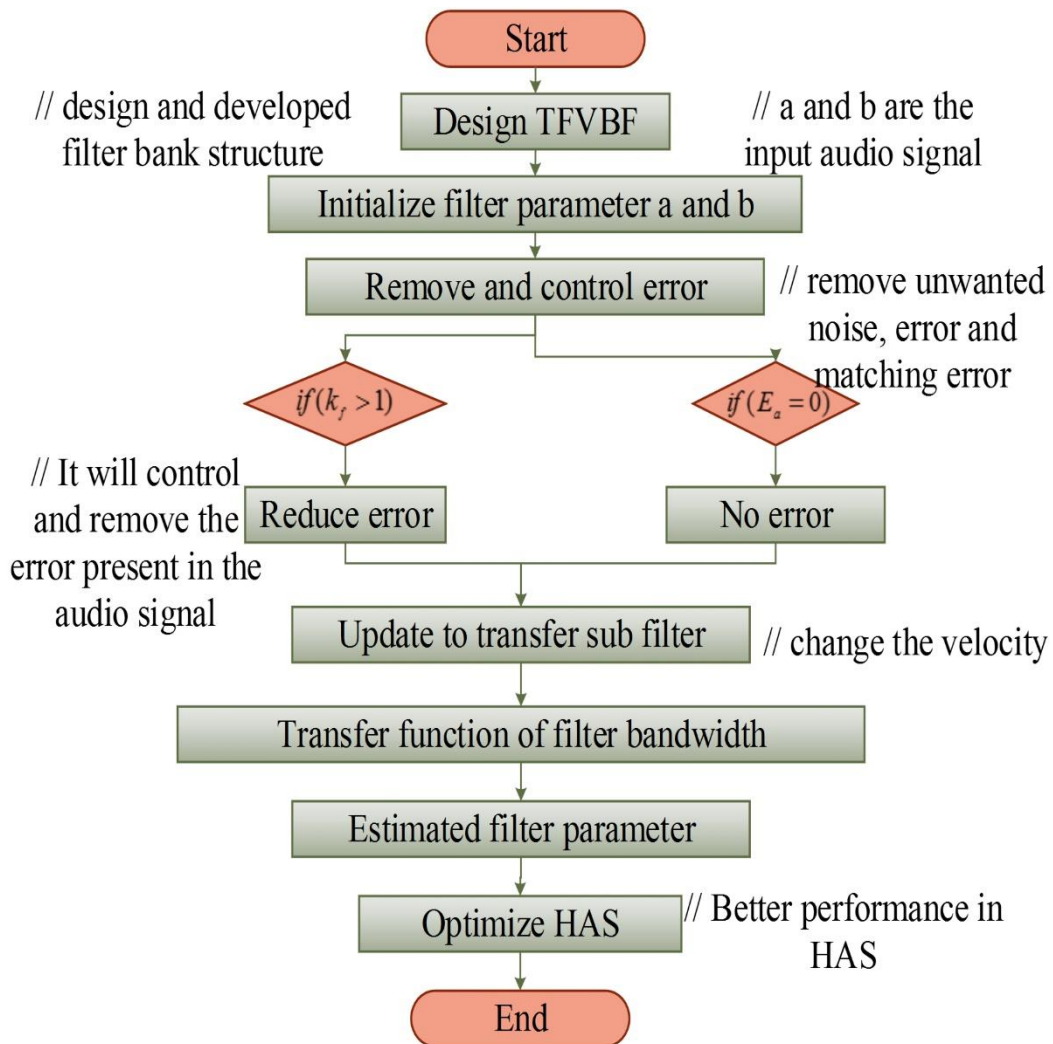 Start
// design and developed
filter bank structure
Design TFVBF
// a and b are the
input audio signal
Initialize filter parameter a and b
Remove and control error
// remove unwanted
noise, error and
matching error
if(k_f >1)
if(E_a =0)
// It will control
and remove the
error present in the
audio signal
Reduce error
No error
Update to transfer sub filter
// change the velocity
Transfer function of filter bandwidth
Estimated filter parameter
Optimize HAS
// Better performance in
HAS
End